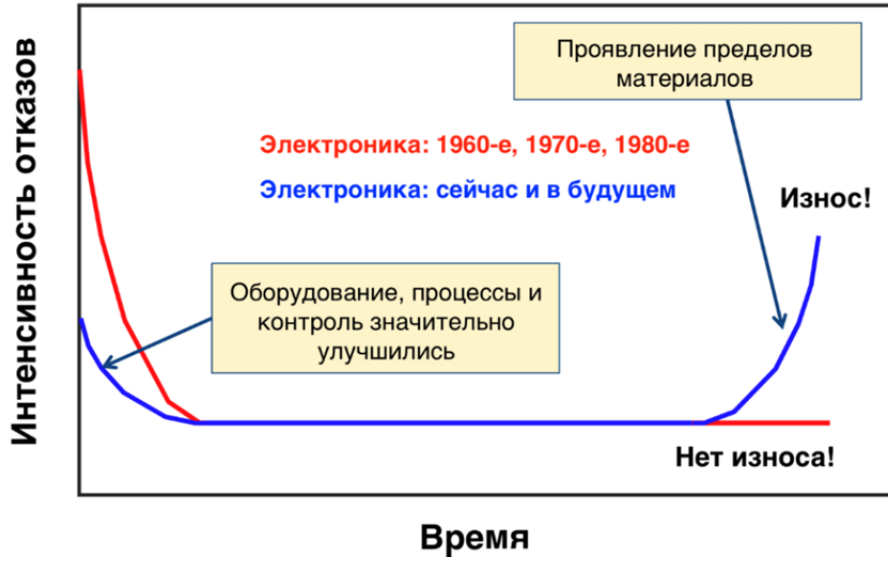 Интенсивность отказов
Проявление пределов
материалов
Электроника: 1960-е, 1970-е, 1980-е
Электроника: сейчас и в будущем
Износ!
Оборудование, процессы и
контроль значительно
улучшились
Нет износа!
Время